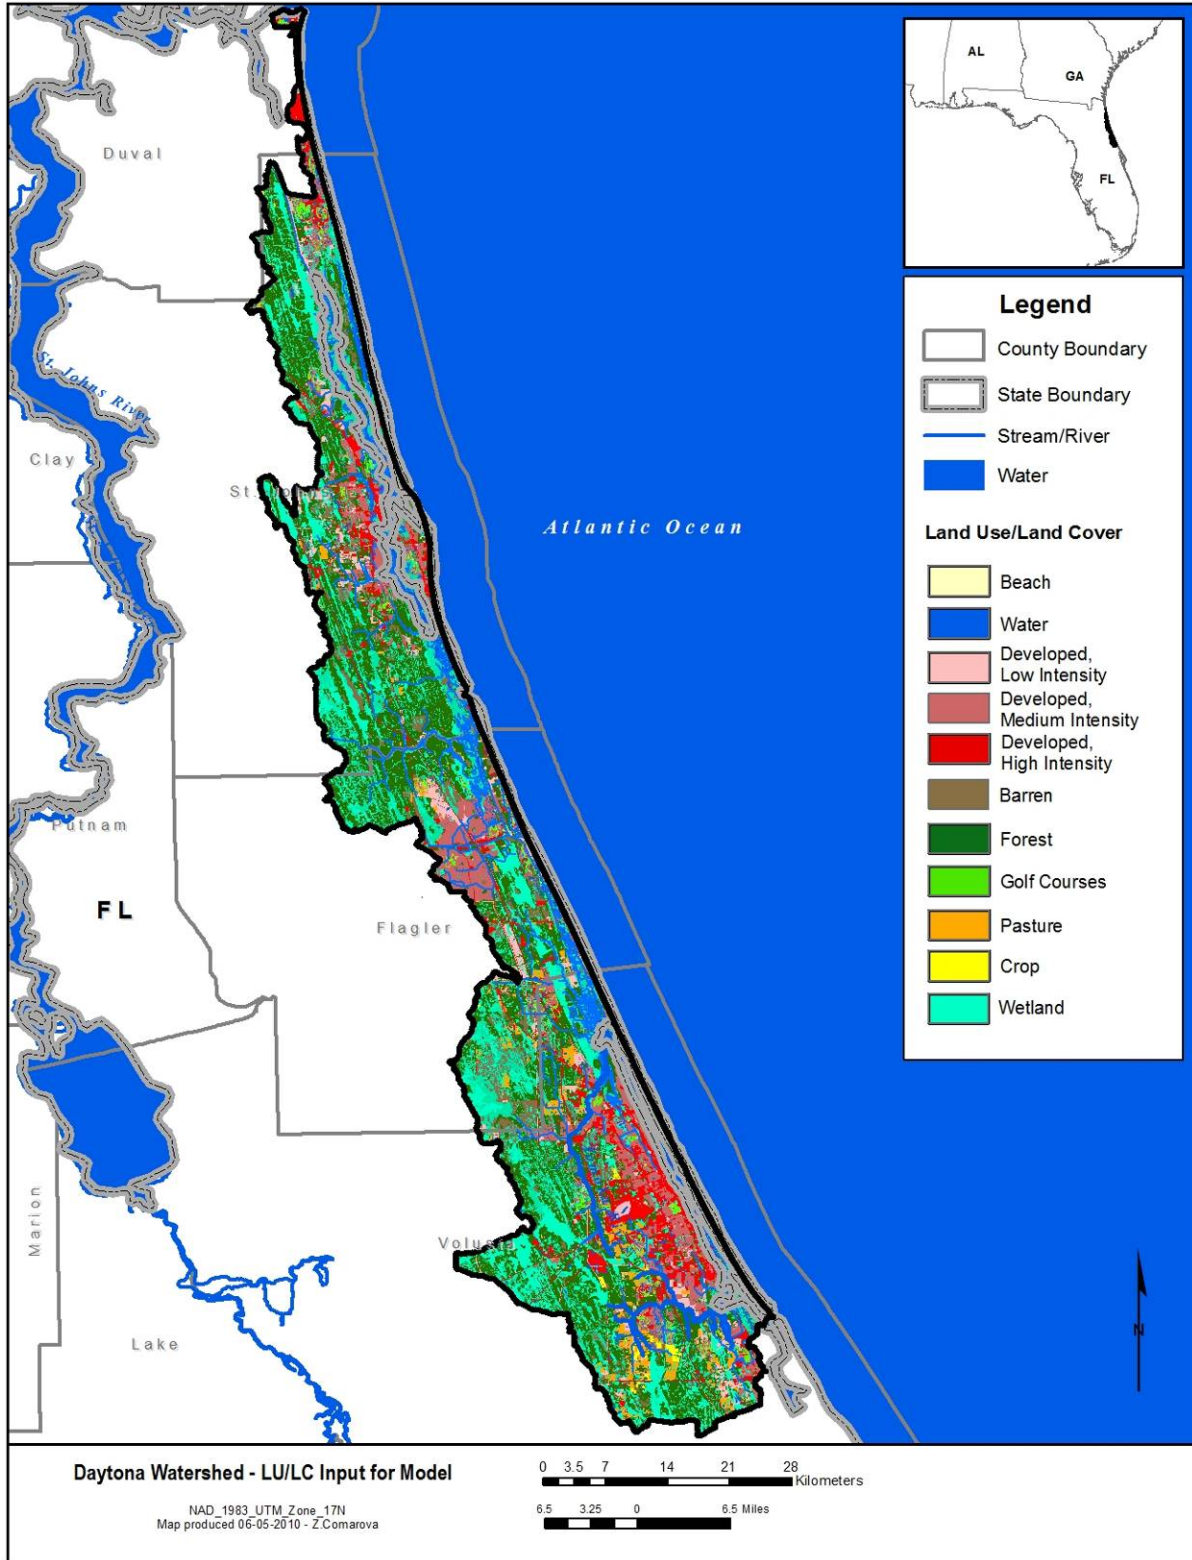 AL
GA
FL
Duval
St. Johns River
Clay
St. Johns
Atlantic Ocean
Putnam
FL
Flagler
Marion
Volusia
Lake
N
Legend
County Boundary
State Boundary
Stream/River
Water
Land Use/Land Cover
Beach
Water
Developed,
Low Intensity
Developed,
Medium Intensity
Developed,
High Intensity
Barren
Forest
Golf Courses
Pasture
Crop
Wetland
Daytona Watershed - LU/LC Input for Model
NAD_1983_UTM_Zone_17N
Map produced 06-05-2010 - Z.Comarova
0 3.5 7 14 21 28
Kilometers
6.5 3.25 0 6.5 Miles